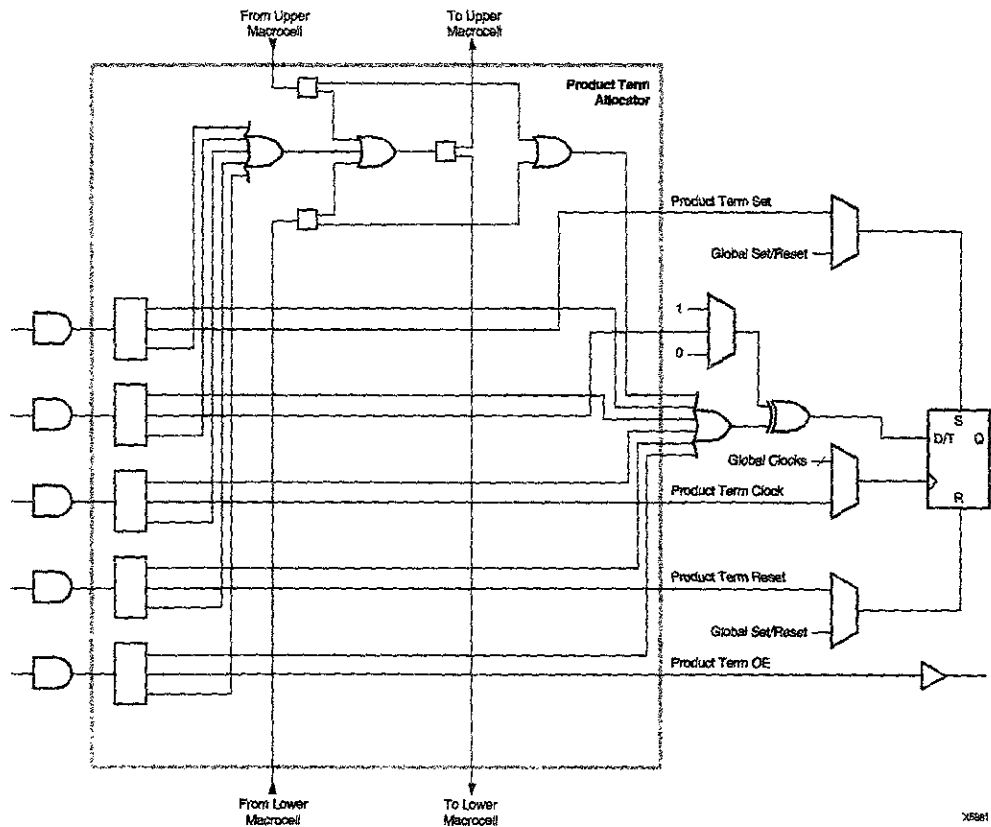 From Upper
Macrocell
To Upper
Macrocell
Product Term
Allocator
Product Term Set
Global Set/Reset
1
0
S
D/T Q
Global Clocks
Product Term Clock
R
Product Term Reset
Global Set/Reset
Product Term OE
From Lower
Macrocell
To Lower
Macrocell
X5981